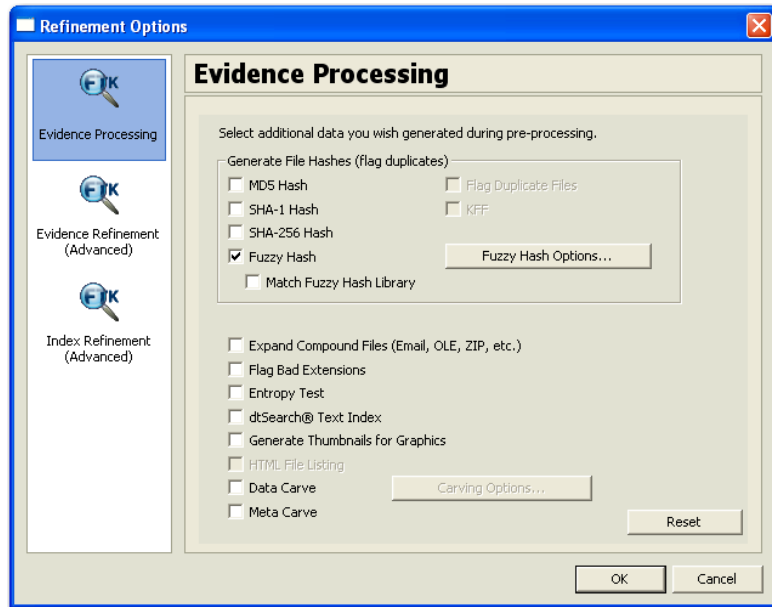 Refinement Options
FTK
Evidence Processing
FTK
Evidence Refinement
(Advanced)
FTK
Index Refinement
(Advanced)
Evidence Processing
Select additional data you wish generated during pre-processing.
Generate File Hashes (flag duplicates)
MD5 Hash
Flag Duplicate Files
SHA-1 Hash
KFF
SHA-256 Hash
Fuzzy Hash
Fuzzy Hash Options...
Match Fuzzy Hash Library
Expand Compound Files (Email, OLE, ZIP, etc.)
Flag Bad Extensions
Entropy Test
dtSearch® Text Index
Generate Thumbnails for Graphics
HTML File Listing
Data Carve
Carving Options...
Meta Carve
Reset
OK
Cancel